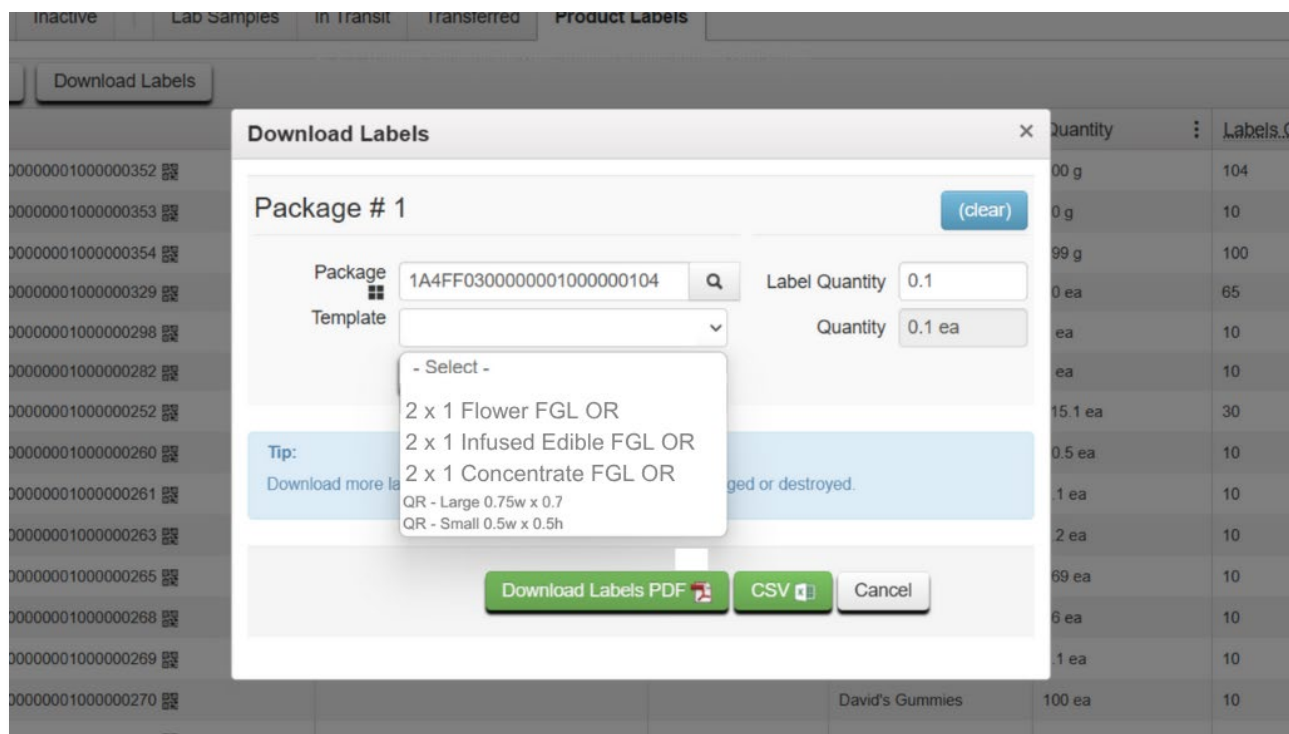 Inactive Lab Samples In Transit Transferred Product Labels
Download Labels
Download Labels ×
Quantity Labels
Package # 1 (clear)
Package 1A4FF0300000001000000104 Label Quantity 0.1
Template Quantity 0.1 ea
- Select -
2 x 1 Flower FGL OR
2 x 1 Infused Edible FGL OR
2 x 1 Concentrate FGL OR
QR - Large 0.75w x 0.7
QR - Small 0.5w x 0.5h
Tip:
Download more ged or destroyed.
Download Labels PDF CSV Cancel
00000001000000352 00 g 104
00000001000000353 0 g 10
00000001000000354 99 g 100
00000001000000329 0 ea 65
00000001000000298 ea 10
00000001000000282 ea 10
00000001000000252 15.1 ea 30
00000001000000260 0.5 ea 10
00000001000000261 .1 ea 10
00000001000000263 .2 ea 10
00000001000000265 69 ea 10
00000001000000268 6 ea 10
00000001000000269 .1 ea 10
00000001000000270 David's Gummies 100 ea 10